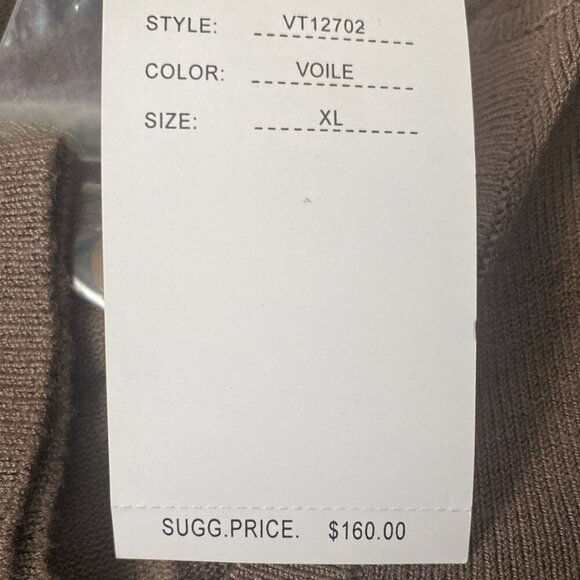 STYLE: VT12702
COLOR: VOILE
SIZE: XL
SUGG.PRICE. $160.00